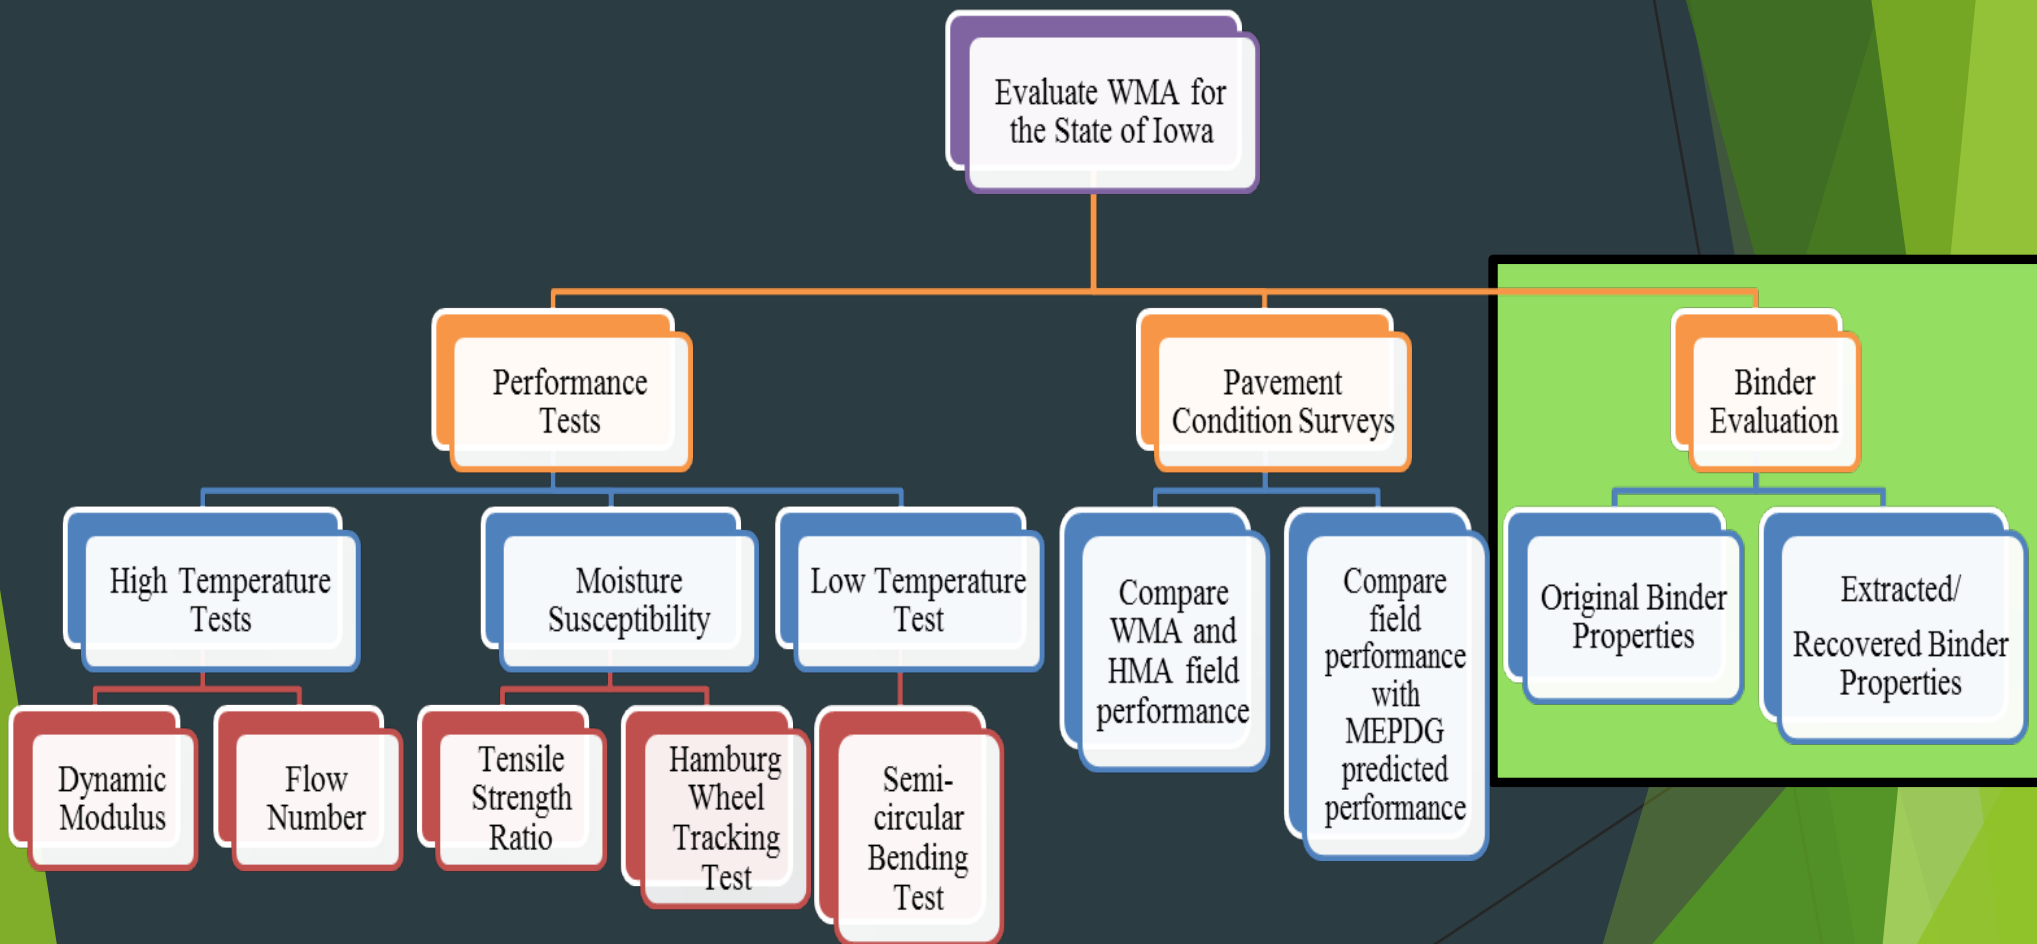 Evaluate WMA for
the State of Iowa
Performance
Tests
Pavement
Condition Surveys
Binder
Evaluation
High Temperature
Tests
Moisture
Susceptibility
Low Temperature
Test
Compare
WMA and
HMA field
performance
Compare
field
performance
with
MEPDG
predicted
performance
Original Binder
Properties
Extracted/
Recovered Binder
Properties
Dynamic
Modulus
Flow
Number
Tensile
Strength
Ratio
Hamburg
Wheel
Tracking
Test
Semi-
circular
Bending
Test